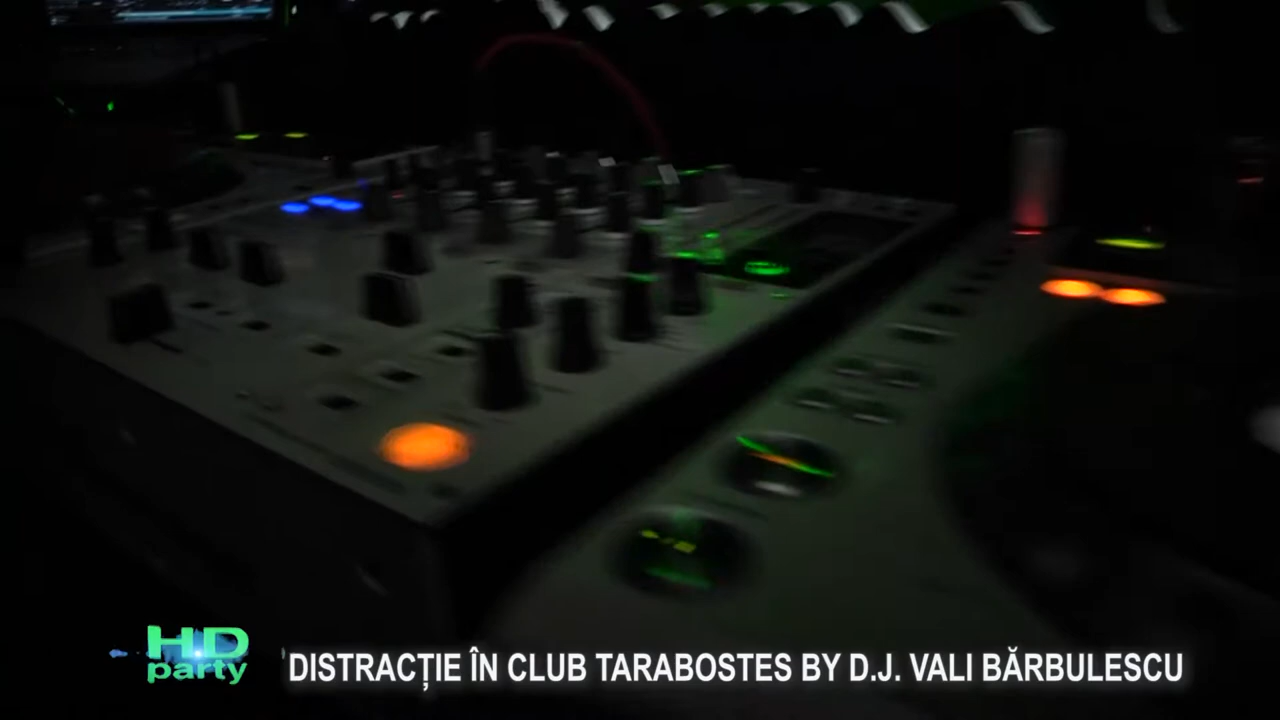 HD
party
DISTRACȚIE ÎN CLUB TARABOSTES BY D.J. VALI BĂRBULESCU